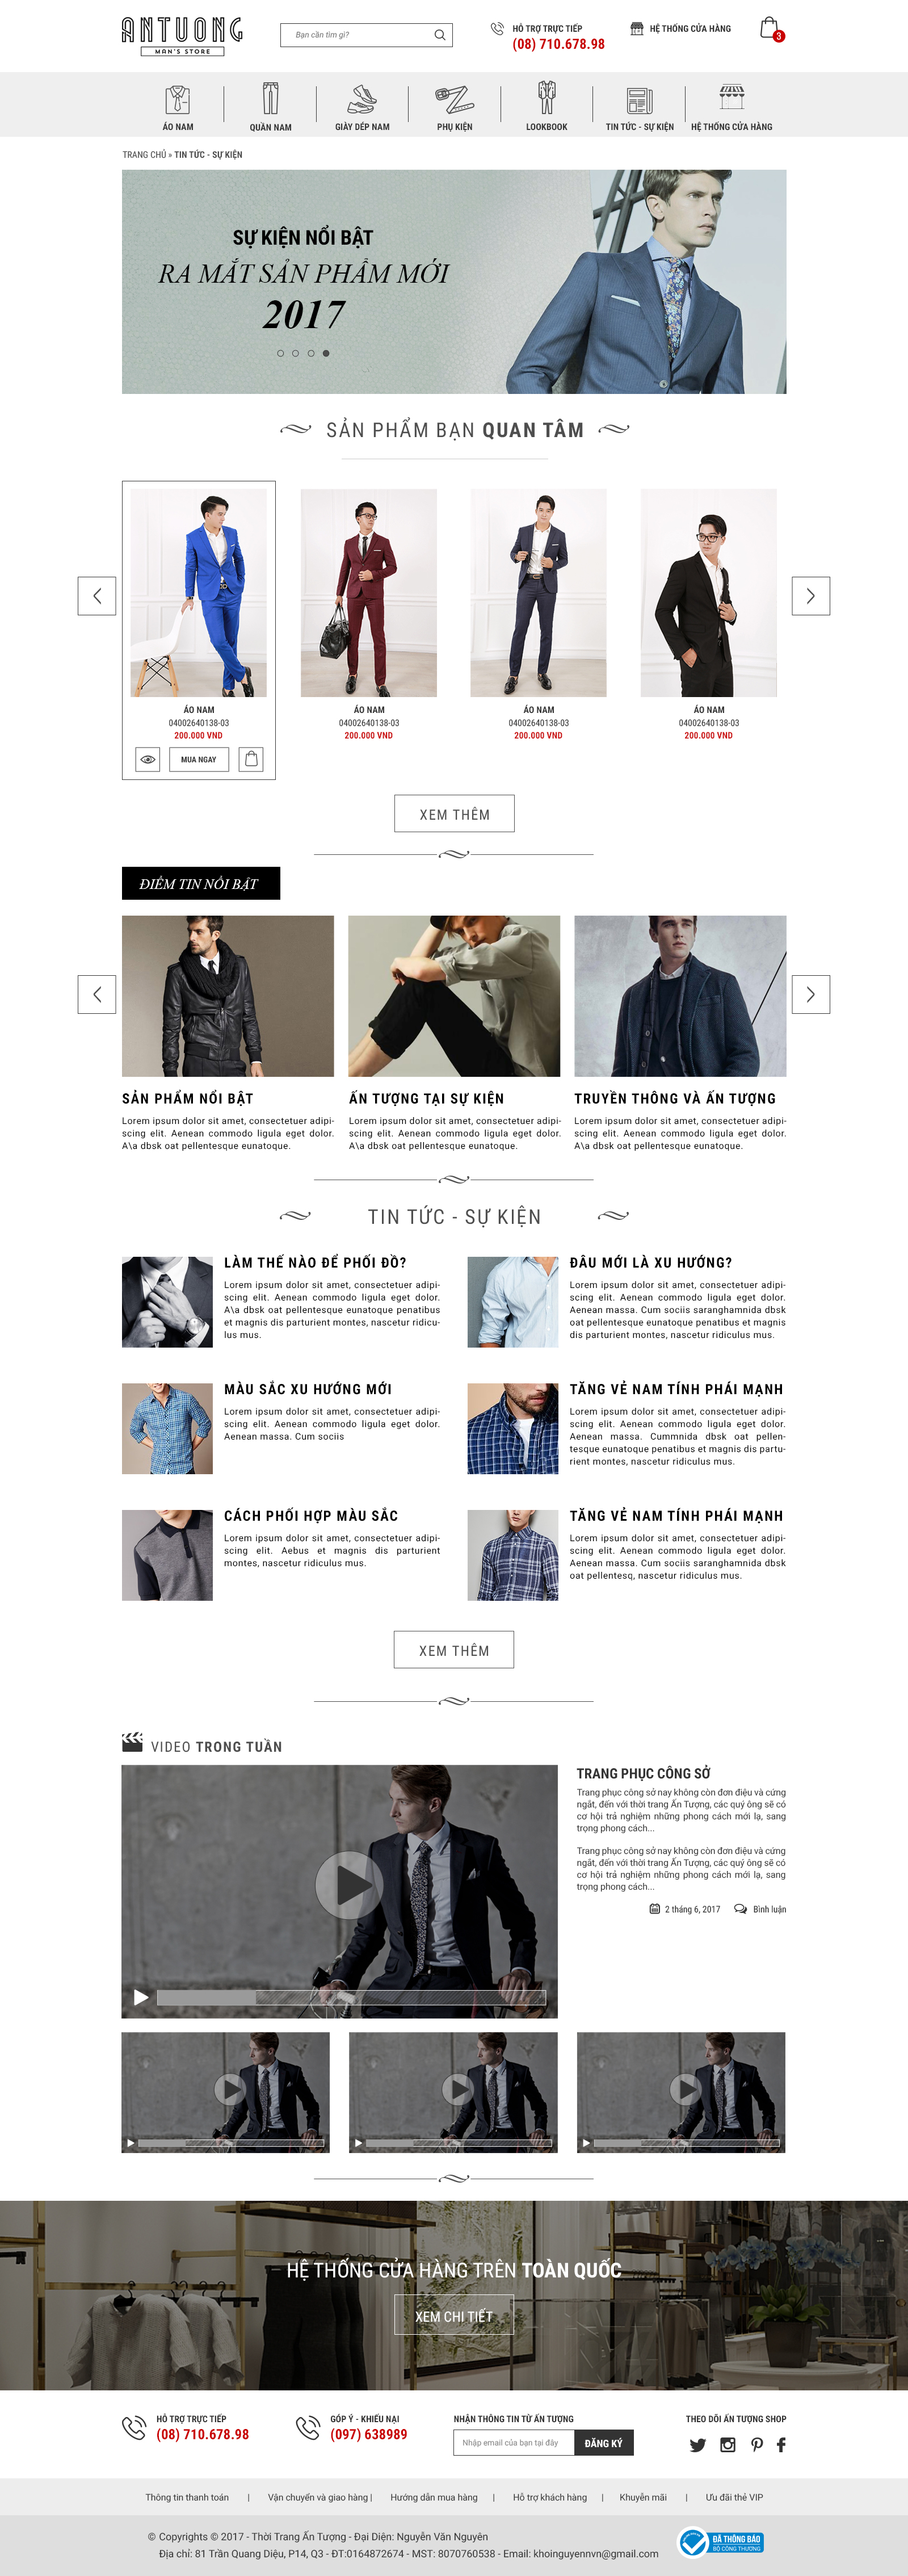 ANTUONG
MAN'S STORE
Bạn cần tìm gì?
HỖ TRỢ TRỰC TIẾP
(08) 710.678.98
HỆ THỐNG CỬA HÀNG
3
ÁO NAM
QUẦN NAM
GIÀY DÉP NAM
PHỤ KIỆN
LOOKBOOK
TIN TỨC - SỰ KIỆN
HỆ THỐNG CỬA HÀNG
TRANG CHỦ » TIN TỨC - SỰ KIỆN
SỰ KIỆN NỔI BẬT
RA MẮT SẢN PHẨM MỚI
2017
SẢN PHẨM BẠN QUAN TÂM
ÁO NAM
04002640138-03
200.000 VND
MUA NGAY
ÁO NAM
04002640138-03
200.000 VND
ÁO NAM
04002640138-03
200.000 VND
ÁO NAM
04002640138-03
200.000 VND
XEM THÊM
ĐIỂM TIN NỔI BẬT
SẢN PHẨM NỔI BẬT
Lorem ipsum dolor sit amet, consectetuer adipi-
scing elit. Aenean commodo ligula eget dolor.
A\a dbsk oat pellentesque eunatoque.
ẤN TƯỢNG TẠI SỰ KIỆN
Lorem ipsum dolor sit amet, consectetuer adipi-
scing elit. Aenean commodo ligula eget dolor.
A\a dbsk oat pellentesque eunatoque.
TRUYỀN THÔNG VÀ ẤN TƯỢNG
Lorem ipsum dolor sit amet, consectetuer adipi-
scing elit. Aenean commodo ligula eget dolor.
A\a dbsk oat pellentesque eunatoque.
TIN TỨC - SỰ KIỆN
LÀM THẾ NÀO ĐỂ PHỐI ĐỒ?
Lorem ipsum dolor sit amet, consectetuer adipi-
scing elit. Aenean commodo ligula eget dolor.
A\a dbsk oat pellentesque eunatoque penatibus
et magnis dis parturient montes, nascetur ridicu-
lus mus.
ĐÂU MỚI LÀ XU HƯỚNG?
Lorem ipsum dolor sit amet, consectetuer adipi-
scing elit. Aenean commodo ligula eget dolor.
Aenean massa. Cum sociis saranghamnida dbsk
oat pellentesque eunatoque penatibus et magnis
dis parturient montes, nascetur ridiculus mus.
MÀU SẮC XU HƯỚNG MỚI
Lorem ipsum dolor sit amet, consectetuer adipi-
scing elit. Aenean commodo ligula eget dolor.
Aenean massa. Cum sociis
TĂNG VẺ NAM TÍNH PHÁI MẠNH
Lorem ipsum dolor sit amet, consectetuer adipi-
scing elit. Aenean commodo ligula eget dolor.
Aenean massa. Cummnida dbsk oat pellen-
tesque eunatoque penatibus et magnis dis partu-
rient montes, nascetur ridiculus mus.
CÁCH PHỐI HỢP MÀU SẮC
Lorem ipsum dolor sit amet, consectetuer adipi-
scing elit. Aebus et magnis dis parturient
montes, nascetur ridiculus mus.
TĂNG VẺ NAM TÍNH PHÁI MẠNH
Lorem ipsum dolor sit amet, consectetuer adipi-
scing elit. Aenean commodo ligula eget dolor.
Aenean massa. Cum sociis saranghamnida dbsk
oat pellentesq, nascetur ridiculus mus.
XEM THÊM
VIDEO TRONG TUẦN
TRANG PHỤC CÔNG SỞ
Trang phục công sở nay không còn đơn điệu và cứng
ngắt, đến với thời trang Ấn Tượng, các quý ông sẽ có
cơ hội trả nghiệm những phong cách mới lạ, sang
trọng phong cách...
Trang phục công sở nay không còn đơn điệu và cứng
ngắt, đến với thời trang Ấn Tượng, các quý ông sẽ có
cơ hội trả nghiệm những phong cách mới lạ, sang
trọng phong cách...
2 tháng 6, 2017
Bình luận
HỆ THỐNG CỬA HÀNG TRÊN TOÀN QUỐC
XEM CHI TIẾT
HỖ TRỢ TRỰC TIẾP
(08) 710.678.98
GÓP Ý - KHIẾU NẠI
(097) 638989
NHẬN THÔNG TIN TỪ ẤN TƯỢNG
Nhập email của bạn tại đây
ĐĂNG KÝ
THEO DÕI ẤN TƯỢNG SHOP
Thông tin thanh toán | Vận chuyển và giao hàng | Hướng dẫn mua hàng | Hỗ trợ khách hàng | Khuyến mãi | Ưu đãi thẻ VIP
© Copyrights © 2017 - Thời Trang Ấn Tượng - Đại Diện: Nguyễn Văn Nguyên
Địa chỉ: 81 Trần Quang Diệu, P14, Q3 - ĐT:0164872674 - MST: 8070760538 - Email: khoinguyennvn@gmail.com
ĐÃ THÔNG BÁO
BỘ CÔNG THƯƠNG